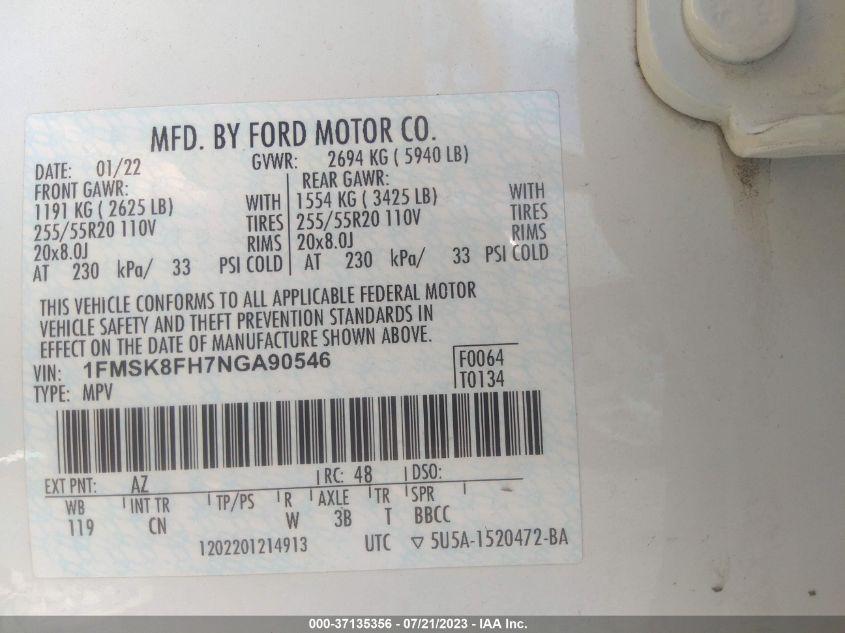 MFD. BY FORD MOTOR CO.
DATE: 01/22 GVWR: 2694 KG ( 5940 LB)
FRONT GAWR: REAR GAWR:
1191 KG ( 2625 LB) WITH 1554 KG ( 3425 LB) WITH
255/55R20 110V TIRES 255/55R20 110V TIRES
20x8.0J RIMS 20x8.0J RIMS
AT 230 kPa/ 33 PSI COLD AT 230 kPa/ 33 PSI COLD
THIS VEHICLE CONFORMS TO ALL APPLICABLE FEDERAL MOTOR
VEHICLE SAFETY AND THEFT PREVENTION STANDARDS IN
EFFECT ON THE DATE OF MANUFACTURE SHOWN ABOVE.
VIN: 1FMSK8FH7NGA90546 F0064
TYPE: MPV T0134
EXT PNT: AZ RC: 48 DSO:
WB INT TR TP/PS R AXLE TR SPR
119 CN W 3B T BBCC
1202201214913 UTC ▽ 5U5A-1520472-BA
000-37135356 - 07/21/2023 - IAA, Inc.